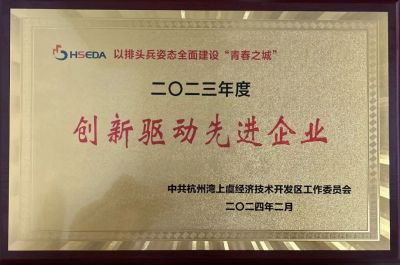 HSEDA 以排头兵姿态全面建设“青春之城”
二〇二三年度
创新驱动先进企业
中共杭州湾上虞经济技术开发区工作委员会
二〇二四年二月